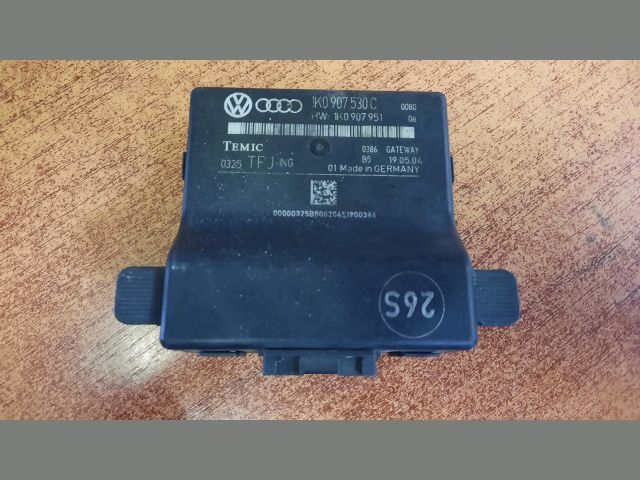 1K0 907 530 C 0080
HW: 1K0 907 951 08
TEMIC 0386 GATEWAY
B5 19.05.04
0325 TFJ-ING
01 Made in GERMANY
00000325B50020451900386
26S